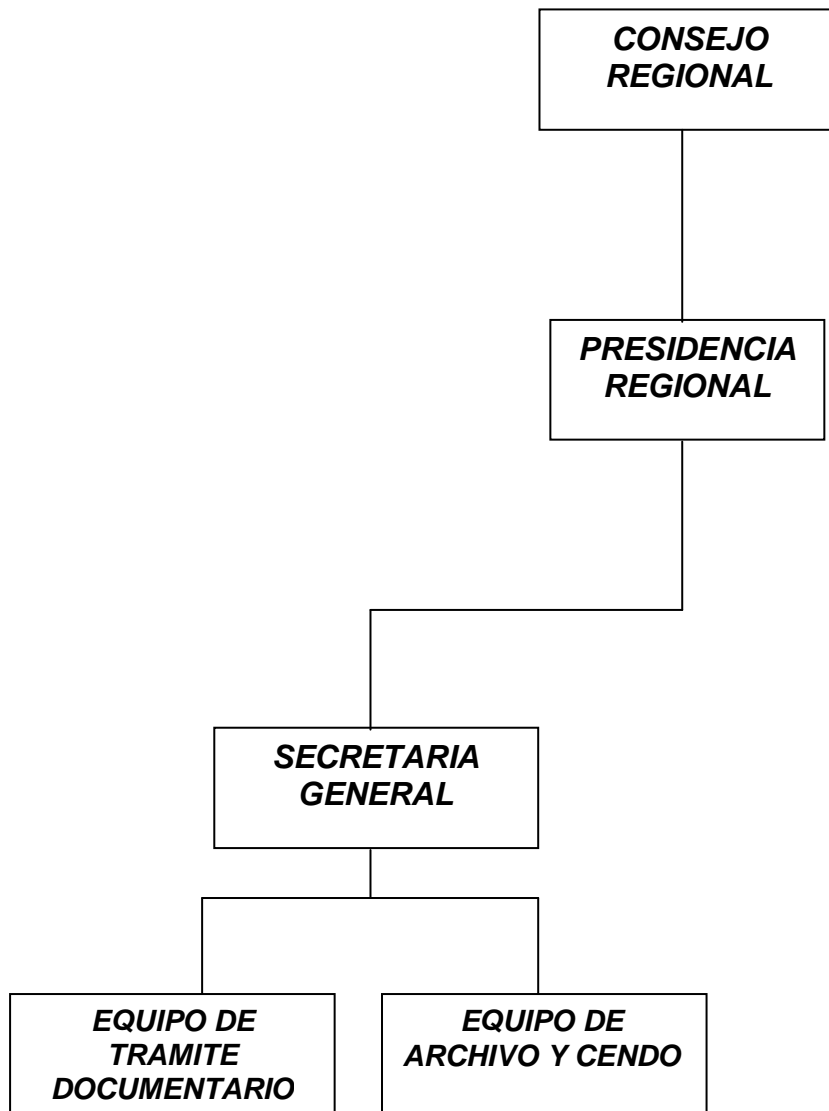 CONSEJO
REGIONAL
PRESIDENCIA
REGIONAL
SECRETARIA
GENERAL
EQUIPO DE
TRAMITE
DOCUMENTARIO
EQUIPO DE
ARCHIVO Y CENDO